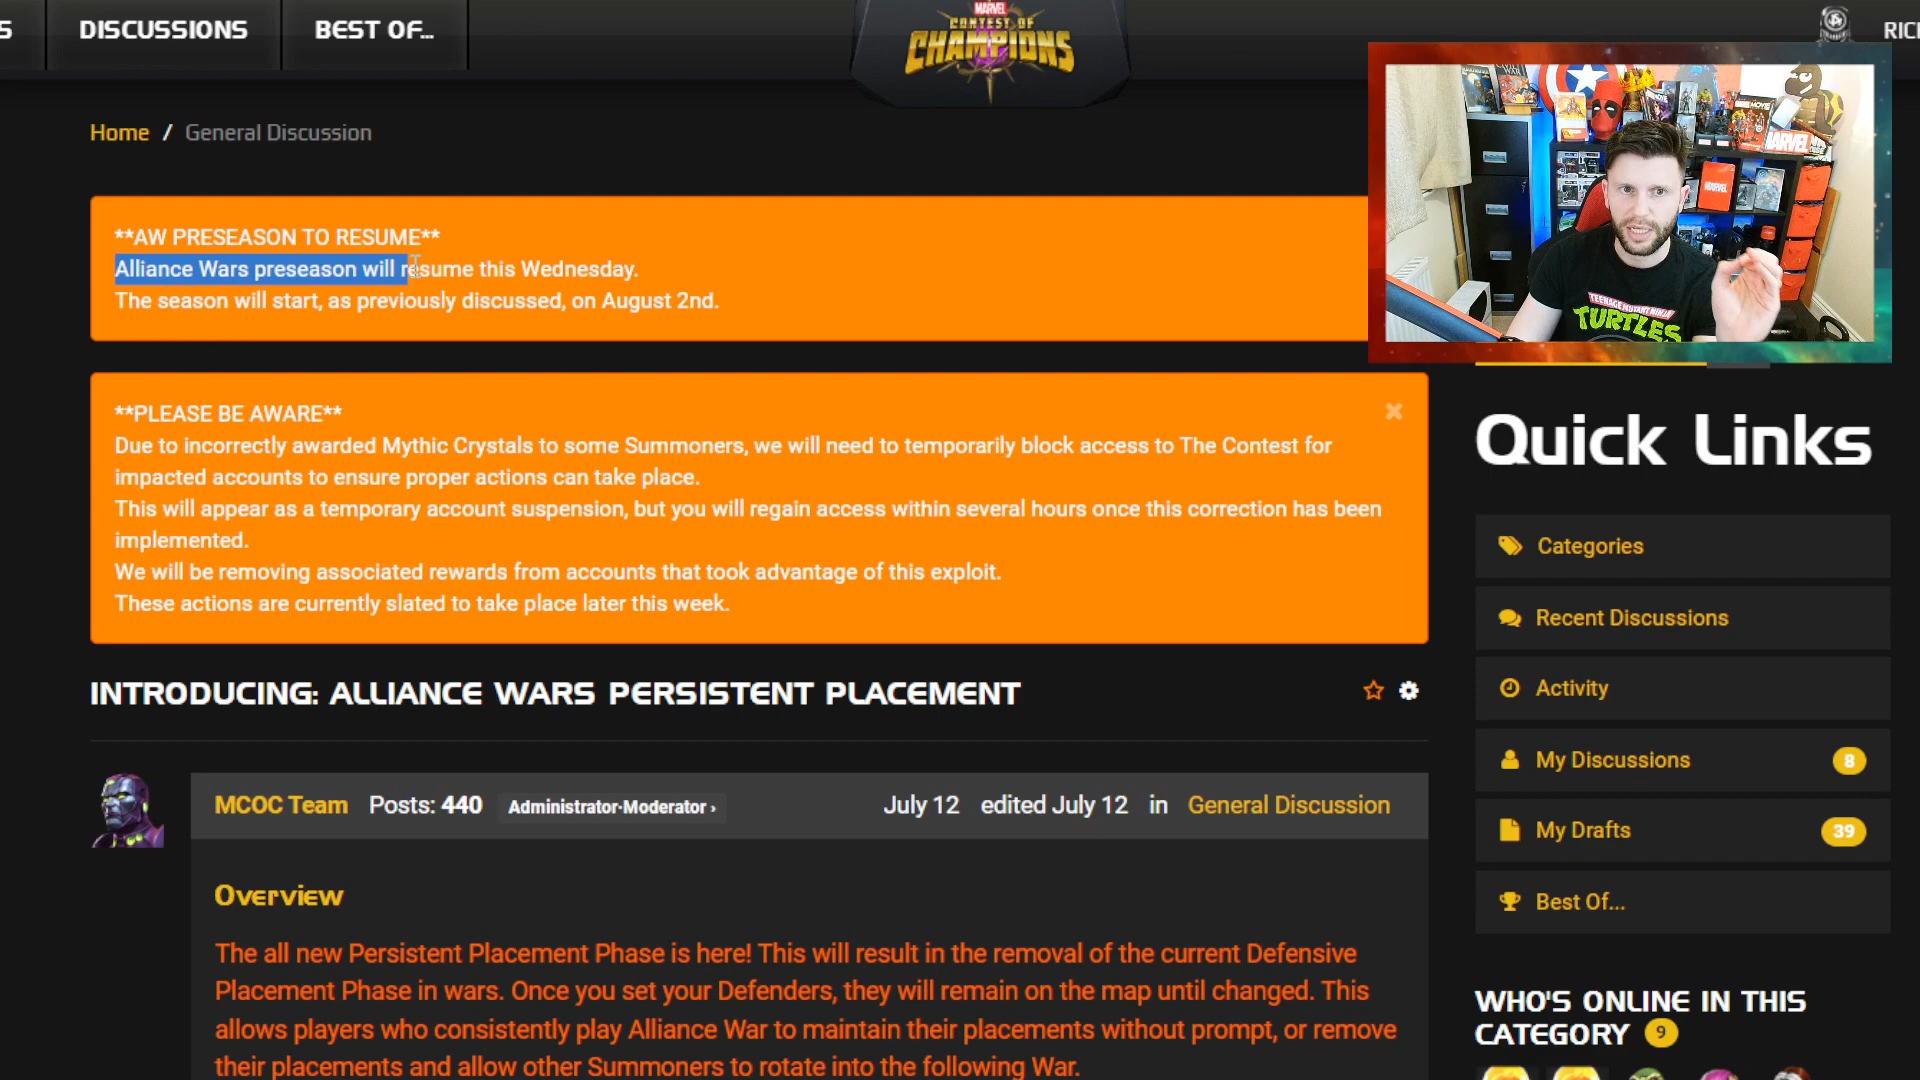 S
DISCUSSIONS
BEST OF...
MARVEL
CONTEST OF
CHAMPIONS
RICH
Home / General Discussion
**AW PRESEASON TO RESUME**
Alliance Wars preseason will resume this Wednesday.
The season will start, as previously discussed, on August 2nd.
MARVEL
MARVEL
TEENAGE MUTANT NINJA
TURTLES
**PLEASE BE AWARE**
Due to incorrectly awarded Mythic Crystals to some Summoners, we will need to temporarily block access to The Contest for
impacted accounts to ensure proper actions can take place.
This will appear as a temporary account suspension, but you will regain access within several hours once this correction has been
implemented.
We will be removing associated rewards from accounts that took advantage of this exploit.
These actions are currently slated to take place later this week.
INTRODUCING: ALLIANCE WARS PERSISTENT PLACEMENT
MCOC Team Posts: 440 Administrator·Moderator › July 12 edited July 12 in General Discussion
Overview
The all new Persistent Placement Phase is here! This will result in the removal of the current Defensive
Placement Phase in wars. Once you set your Defenders, they will remain on the map until changed. This
allows players who consistently play Alliance War to maintain their placements without prompt, or remove
their placements and allow other Summoners to rotate into the following War.
Quick Links
Categories
Recent Discussions
Activity
My Discussions 8
My Drafts 39
Best Of...
WHO'S ONLINE IN THIS
CATEGORY 9